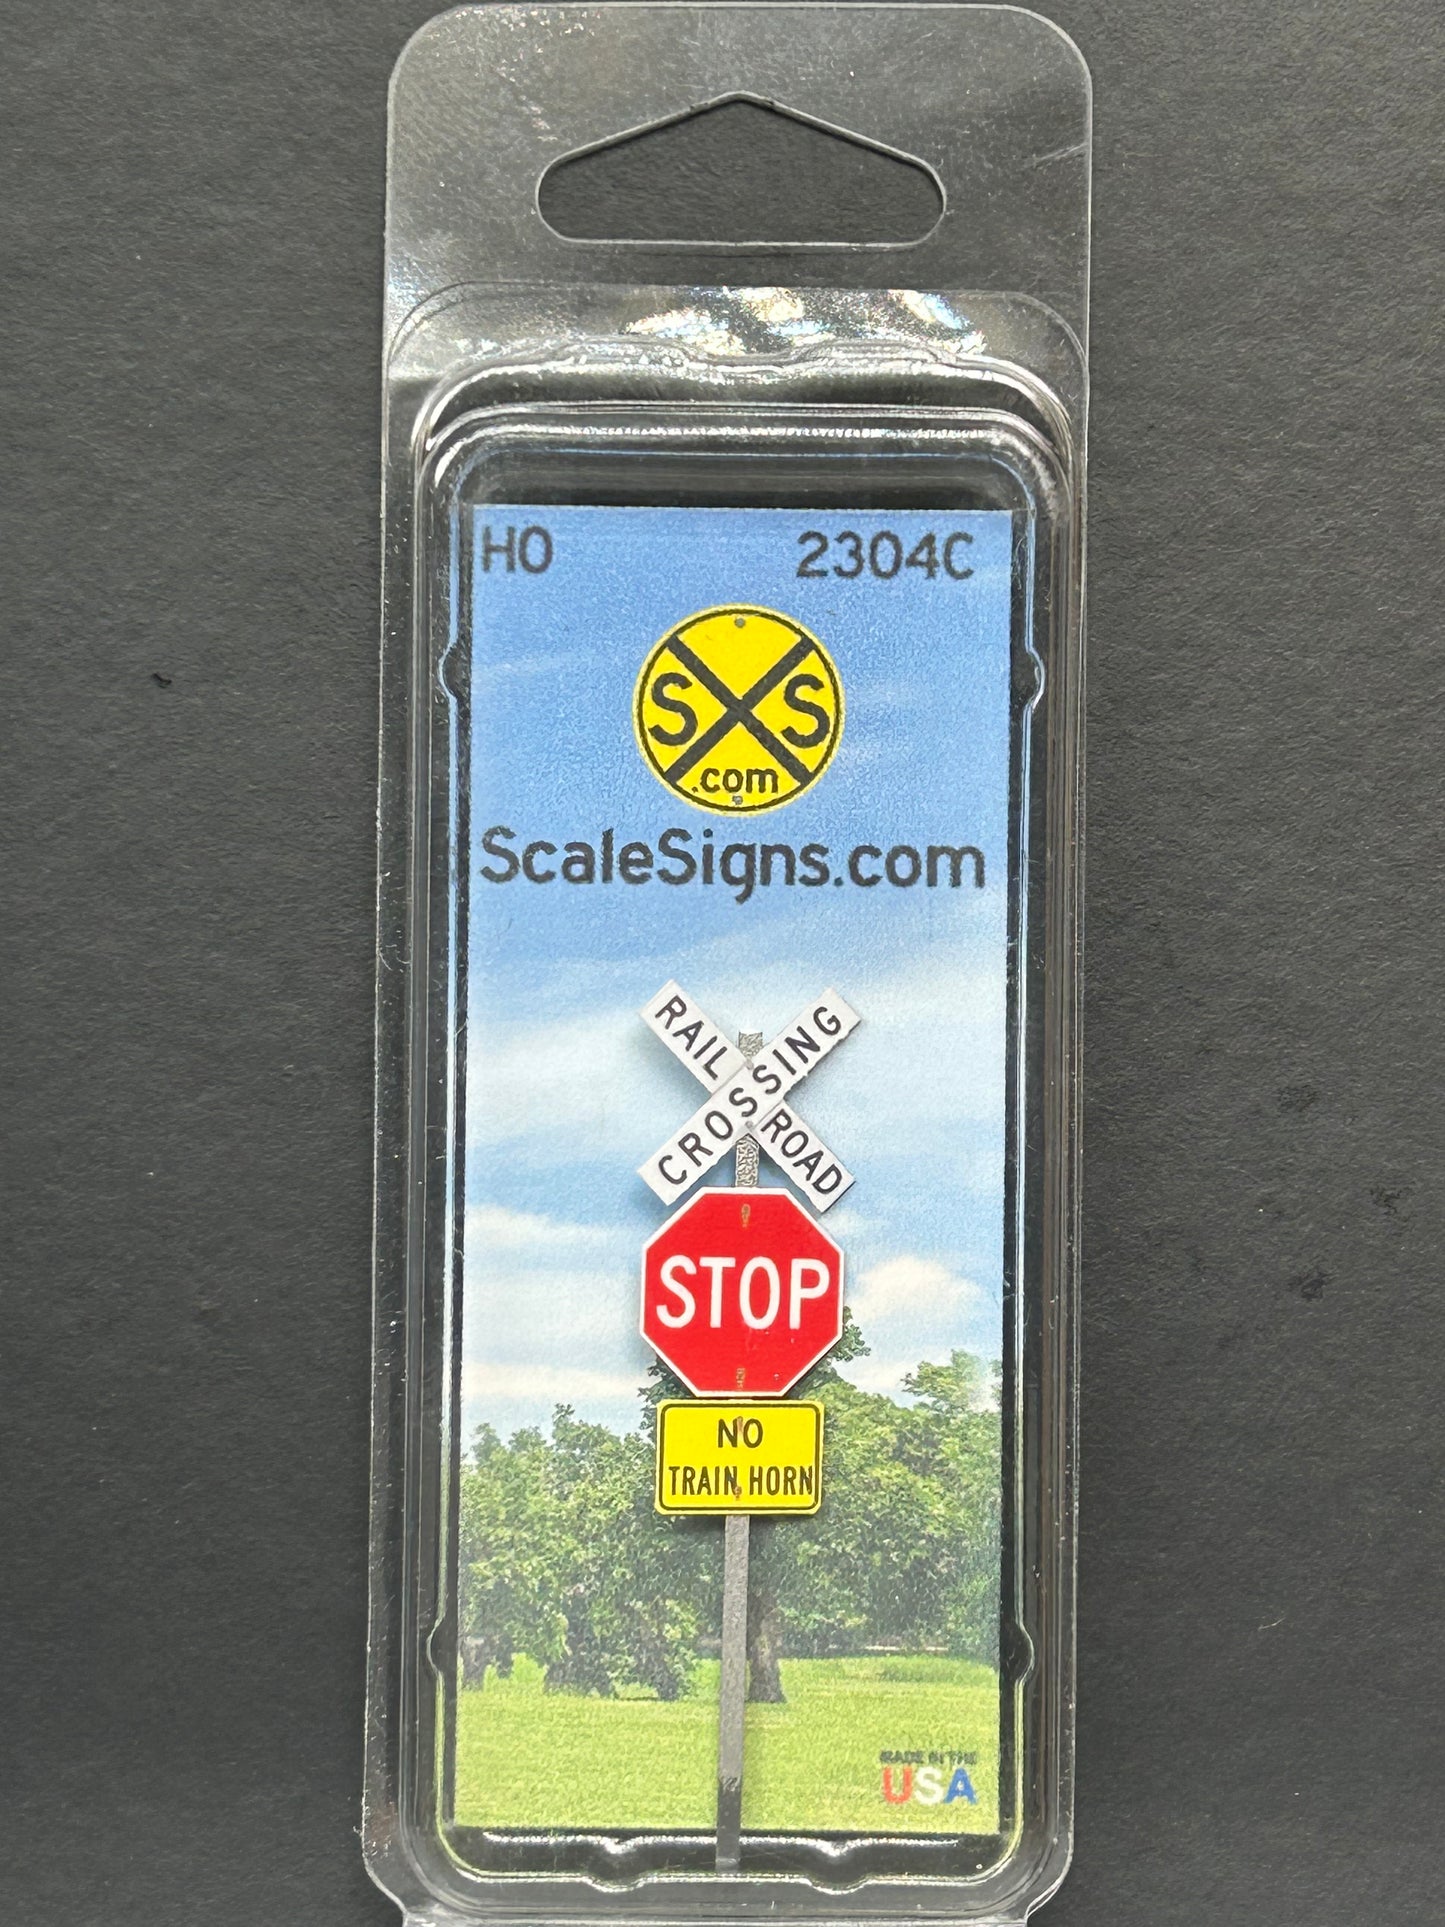 HO 2304C
S S
.com
ScaleSigns.com
RAIL ROAD
CROSSING
STOP
NO
TRAIN HORN
MADE IN THE
USA